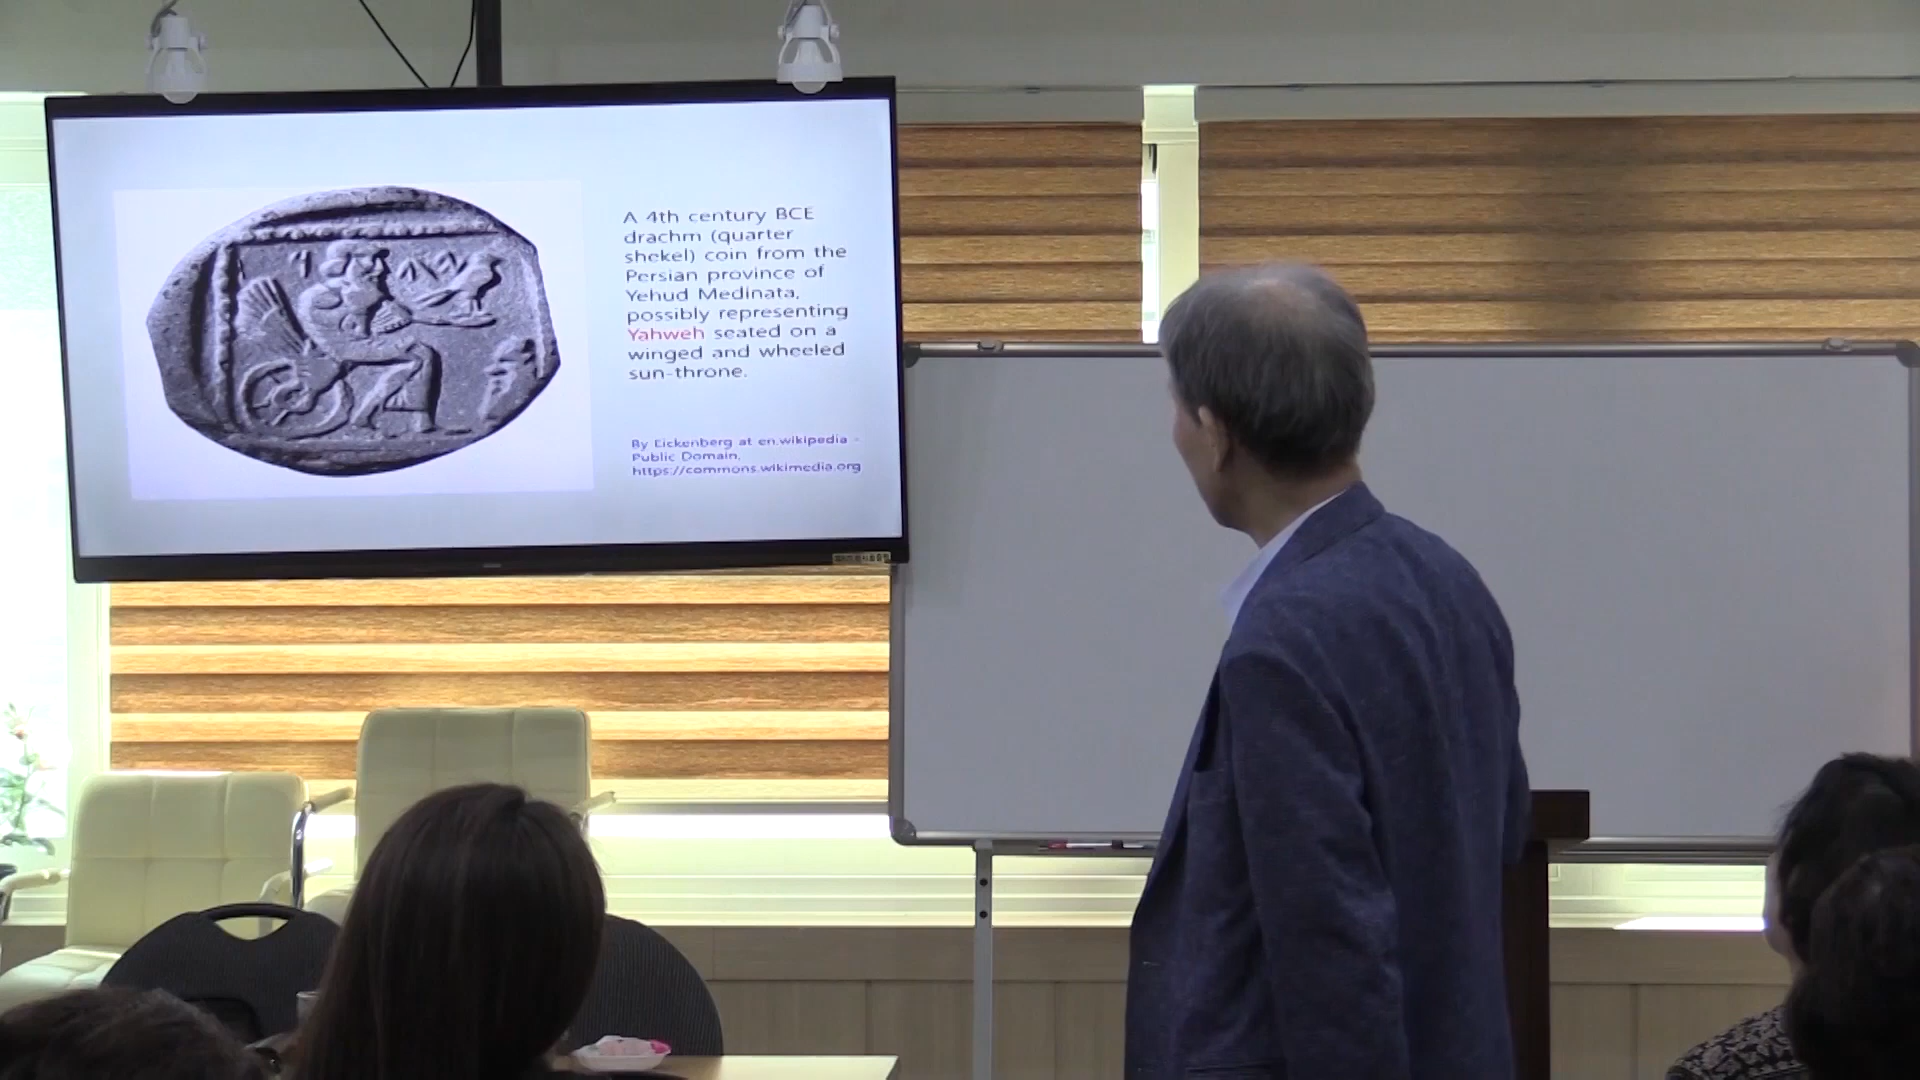 A 4th century BCE
drachm (quarter
shekel) coin from the
Persian province of
Yehud Medinata,
possibly representing
Yahweh seated on a
winged and wheeled
sun-throne.
By Eickenberg at en.wikipedia -
Public Domain,
https://commons.wikimedia.org